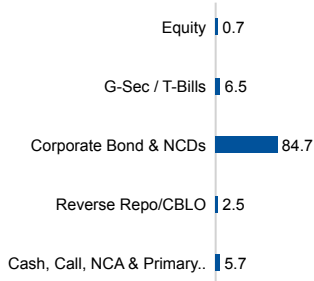 Equity 0.7
G-Sec / T-Bills 6.5
Corporate Bond & NCDs 84.7
Reverse Repo/CBLO 2.5
Cash, Call, NCA & Primary.. 5.7